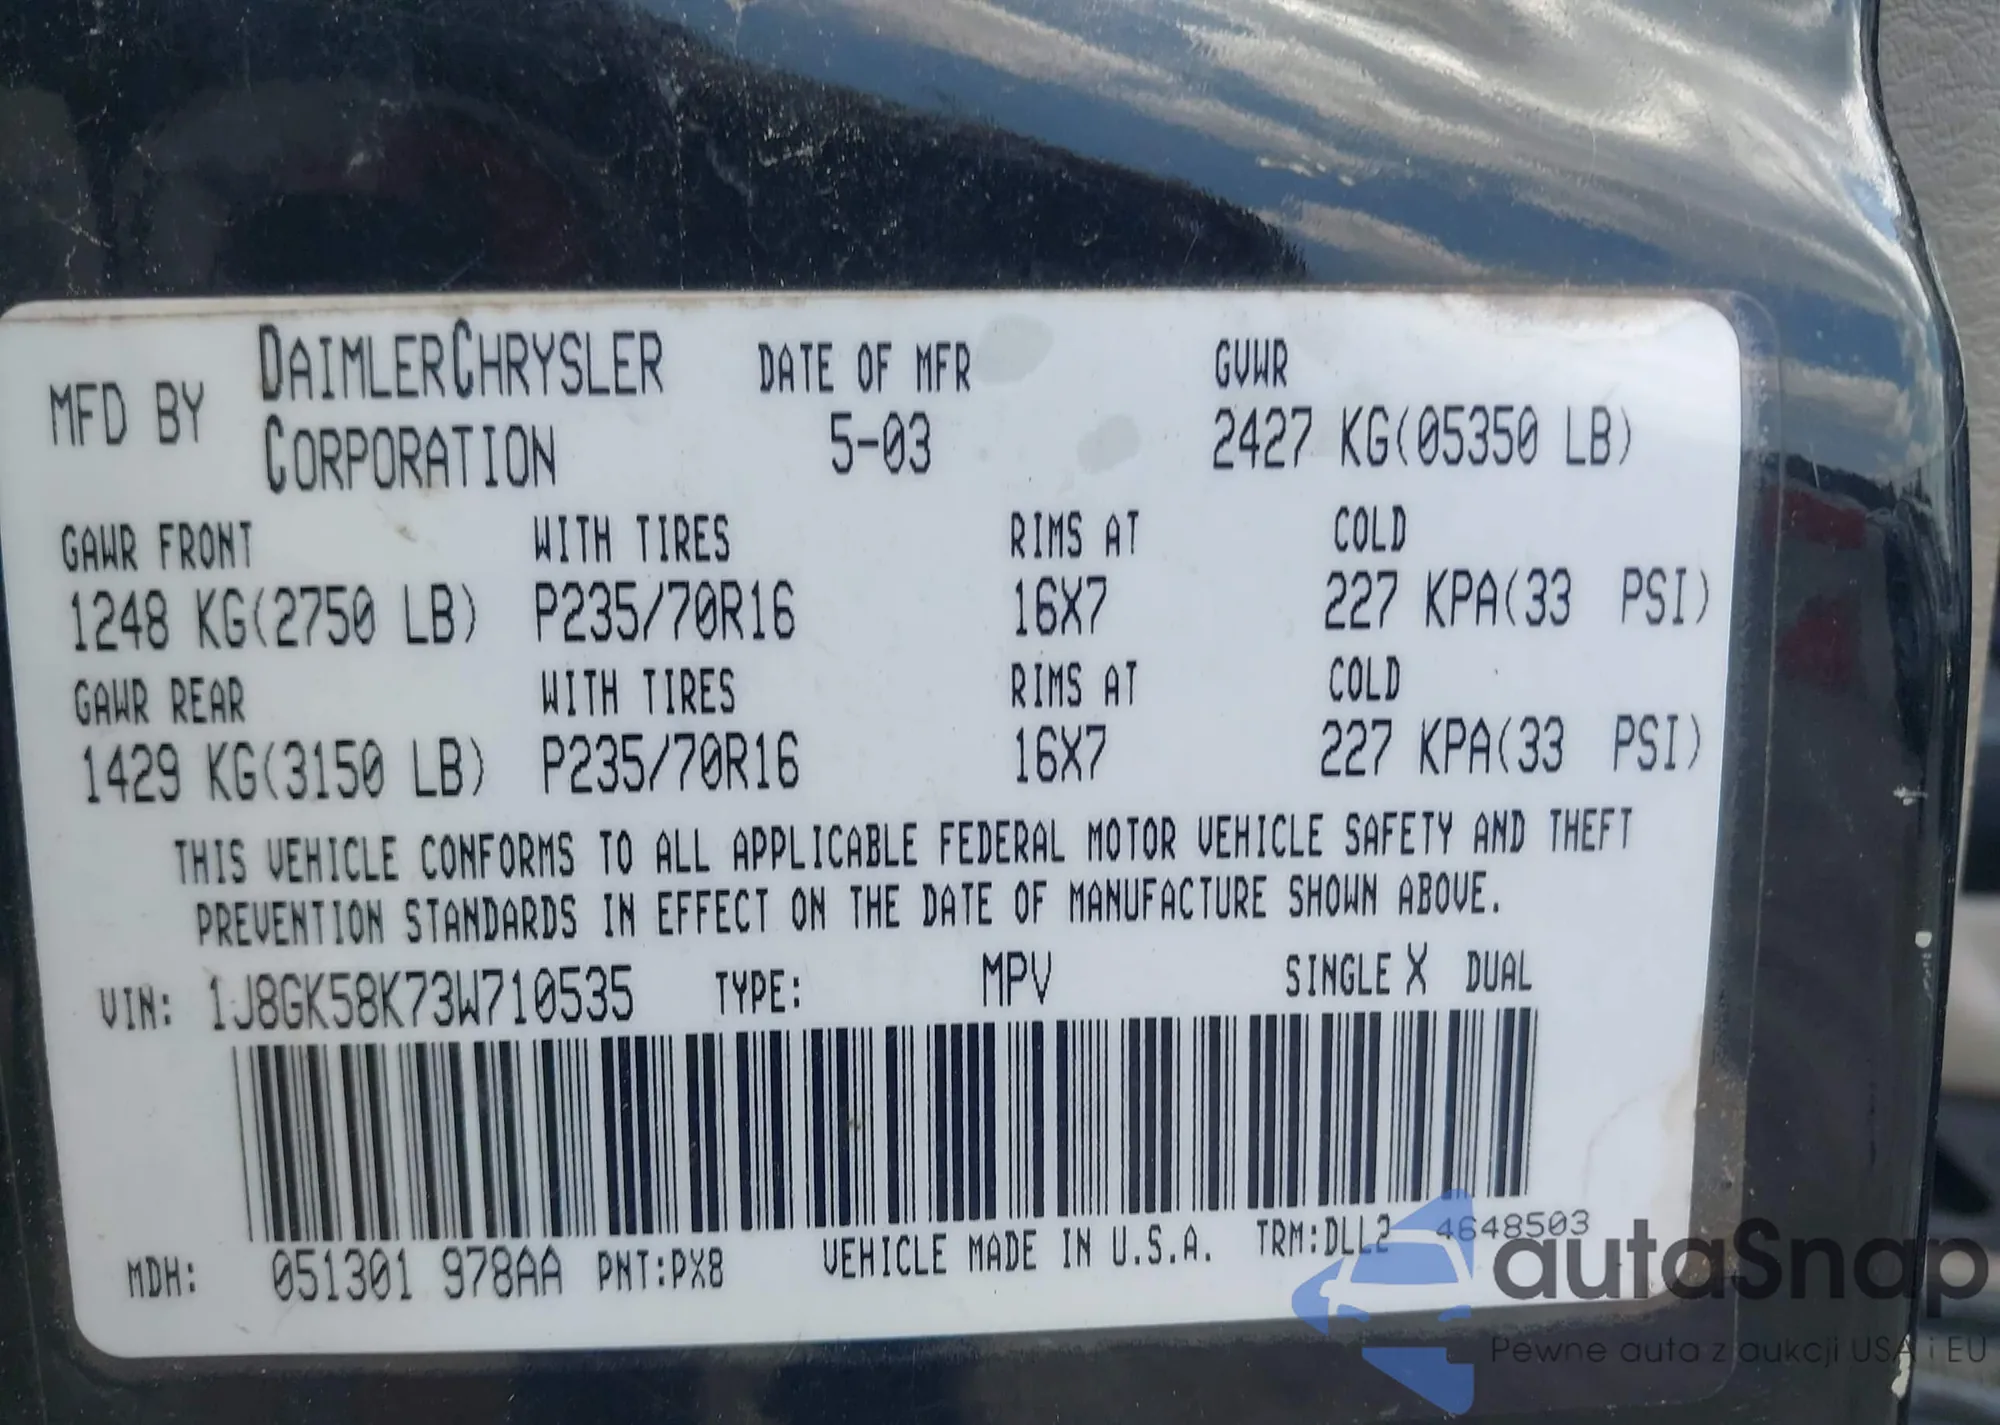 MFD BY DAIMLERCHRYSLER CORPORATION DATE OF MFR 5-03 GVWR 2427 KG(05350 LB)
GAWR FRONT WITH TIRES RIMS AT COLD
1248 KG(2750 LB) P235/70R16 16X7 227 KPA(33 PSI)
GAWR REAR WITH TIRES RIMS AT COLD
1429 KG(3150 LB) P235/70R16 16X7 227 KPA(33 PSI)
THIS VEHICLE CONFORMS TO ALL APPLICABLE FEDERAL MOTOR VEHICLE SAFETY AND THEFT
PREVENTION STANDARDS IN EFFECT ON THE DATE OF MANUFACTURE SHOWN ABOVE.
VIN: 1J8GK58K73W710535 TYPE: MPV SINGLE X DUAL
MDH: 051301 978AA PNT:PX8 VEHICLE MADE IN U.S.A. TRM:DLL2 4648503
autaSnap
Pewne auta z aukcji USA i EU